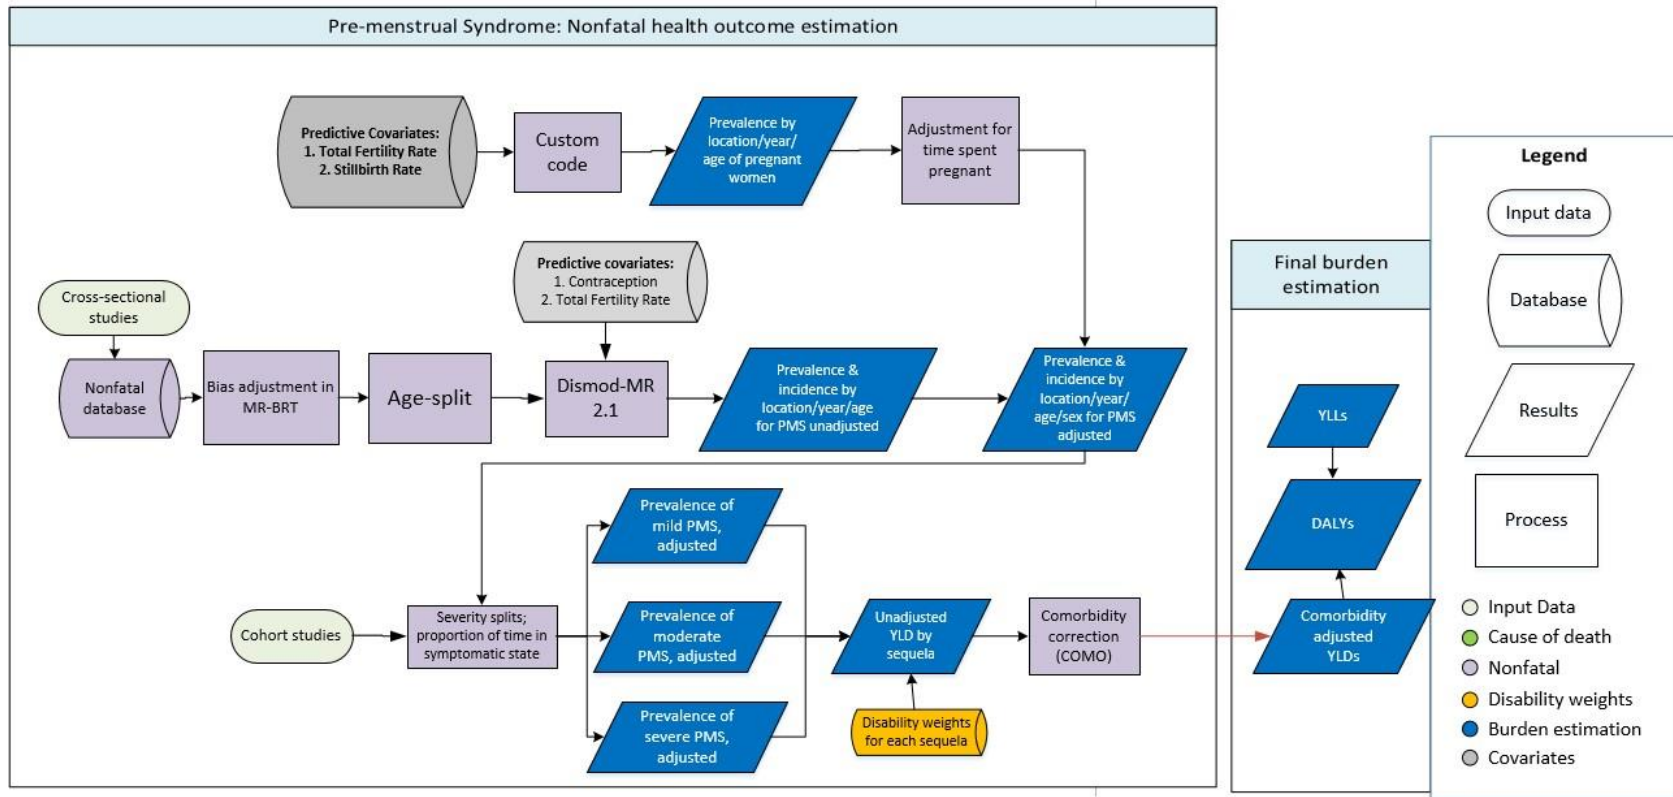 Pre-menstrual Syndrome: Nonfatal health outcome estimation
Predictive Covariates:
1. Total Fertility Rate
2. Stillbirth Rate
Custom
code
Prevalence by
location/year/
age of pregnant
women
Adjustment for
time spent
pregnant
Predictive covariates:
1. Contraception
2. Total Fertility Rate
Cross-sectional
studies
Nonfatal
database
Bias adjustment in
MR-BRT
Age-split
Dismod-MR
2.1
Prevalence &
incidence by
location/year/age
for PMS unadjusted
Prevalence &
incidence by
location/year/
age/sex for PMS
adjusted
Cohort studies
Severity splits;
proportion of time in
symptomatic state
Prevalence of
mild PMS,
adjusted
Prevalence of
moderate
PMS, adjusted
Prevalence of
severe PMS,
adjusted
Unadjusted
YLD by
sequela
Disability weights
for each sequela
Comorbidity
correction
(COMO)
Final burden
estimation
YLLs
DALYs
Comorbidity
adjusted
YLDs
Legend
Input data
Database
Results
Process
Input Data
Cause of death
Nonfatal
Disability weights
Burden estimation
Covariates